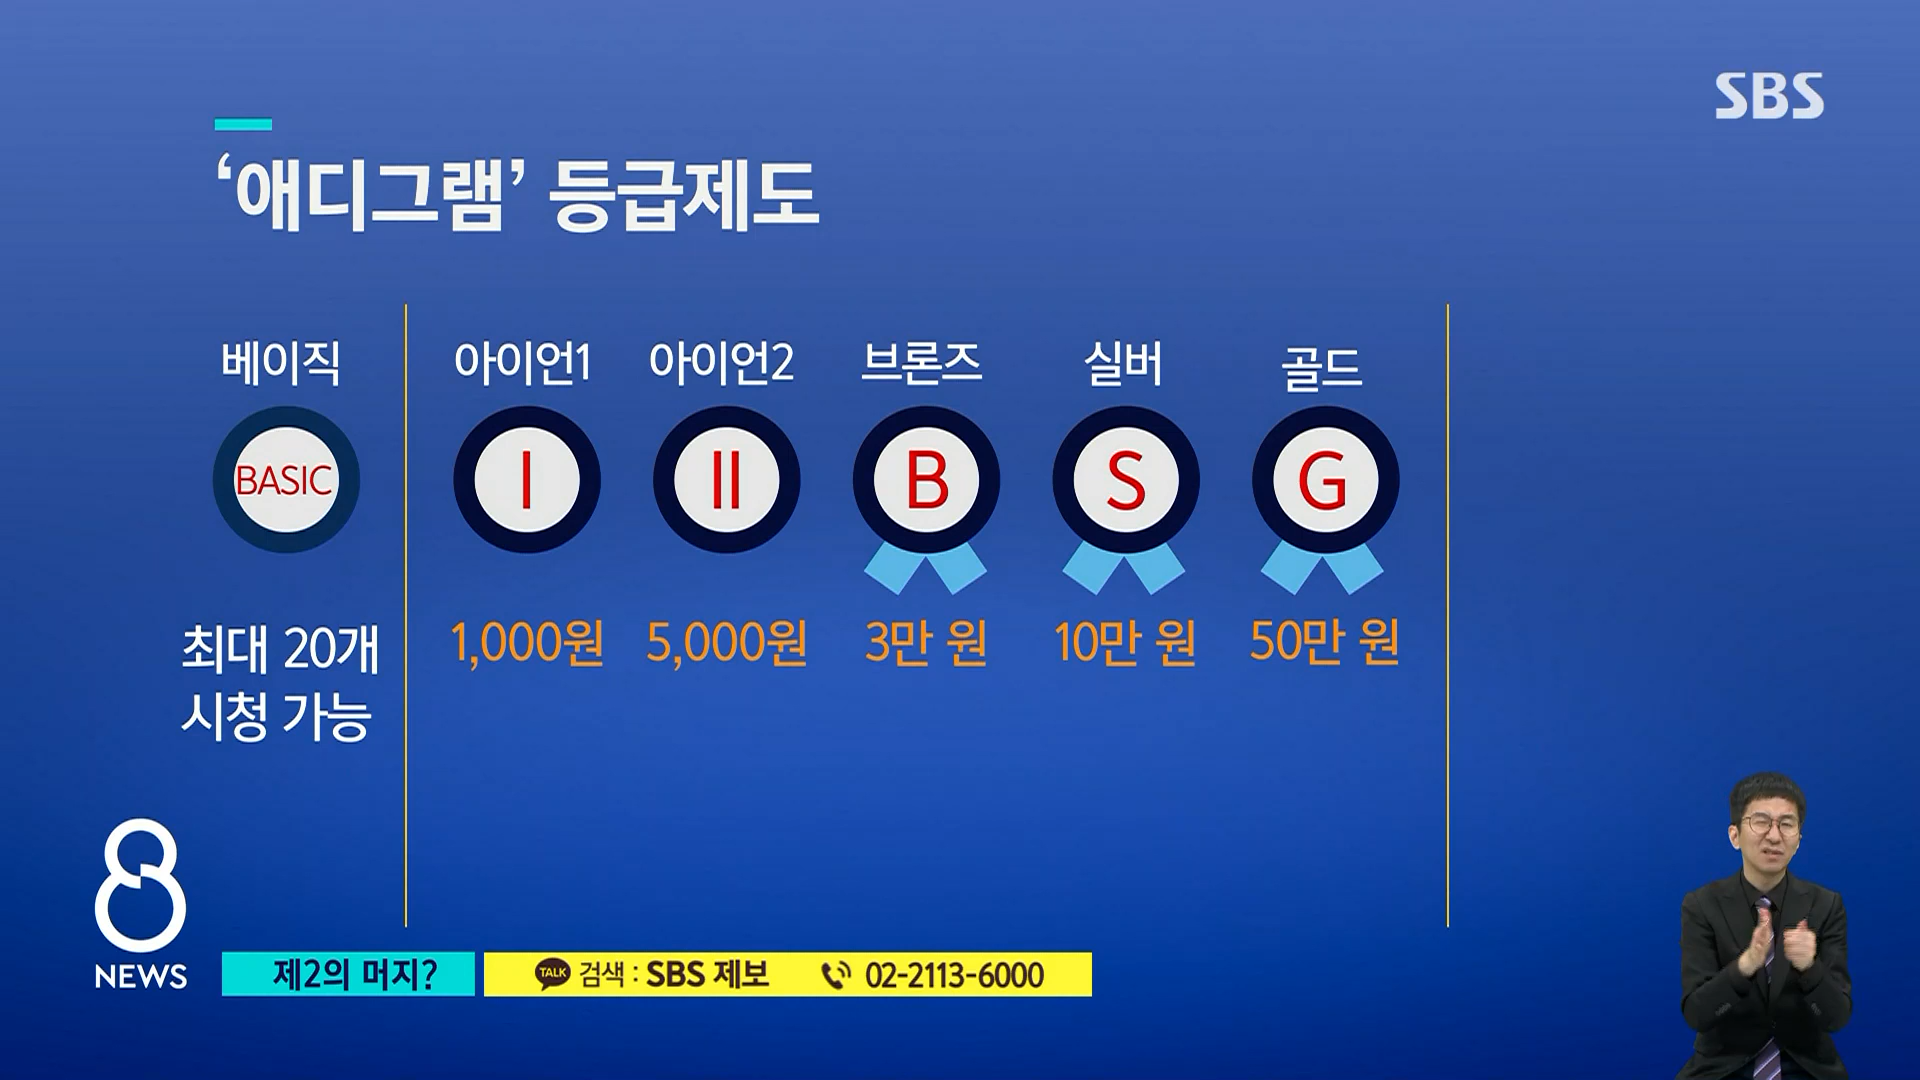 SBS
‘애디그램’ 등급제도
베이직
아이언1
아이언2
브론즈
실버
골드
BASIC
I
II
B
S
G
최대 20개
시청 가능
1,000원
5,000원
3만 원
10만 원
50만 원
8
NEWS
제2의 머지?
TALK 검색 : SBS 제보 02-2113-6000